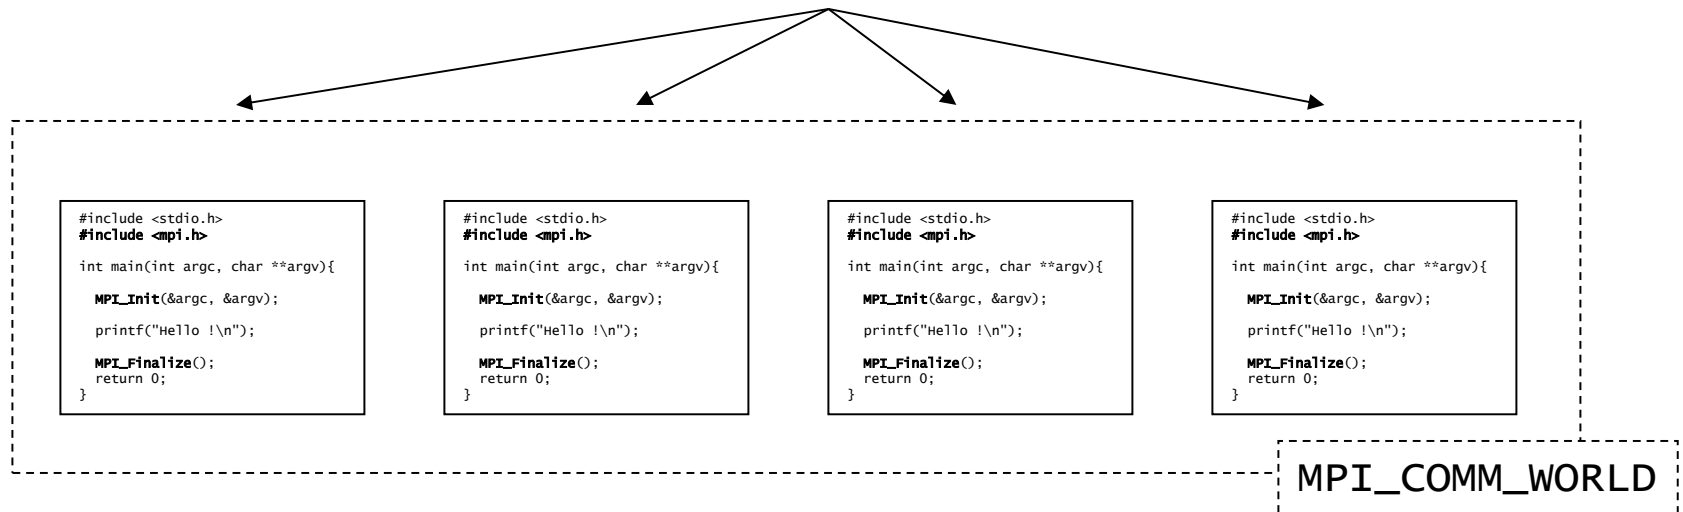 #include <stdio.h>
#include <mpi.h>
int main(int argc, char **argv){
MPI_Init(&argc, &argv);
printf("Hello !\n");
MPI_Finalize();
return 0;
}
#include <stdio.h>
#include <mpi.h>
int main(int argc, char **argv){
MPI_Init(&argc, &argv);
printf("Hello !\n");
MPI_Finalize();
return 0;
}
#include <stdio.h>
#include <mpi.h>
int main(int argc, char **argv){
MPI_Init(&argc, &argv);
printf("Hello !\n");
MPI_Finalize();
return 0;
}
#include <stdio.h>
#include <mpi.h>
int main(int argc, char **argv){
MPI_Init(&argc, &argv);
printf("Hello !\n");
MPI_Finalize();
return 0;
}
MPI_COMM_WORLD